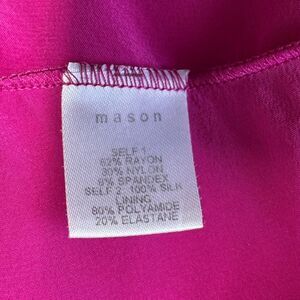 mason
SELF 1
62% RAYON
30% NYLON
8% SPANDEX
SELF 2: 100% SILK
LINING
80% POLYAMIDE
20% ELASTANE